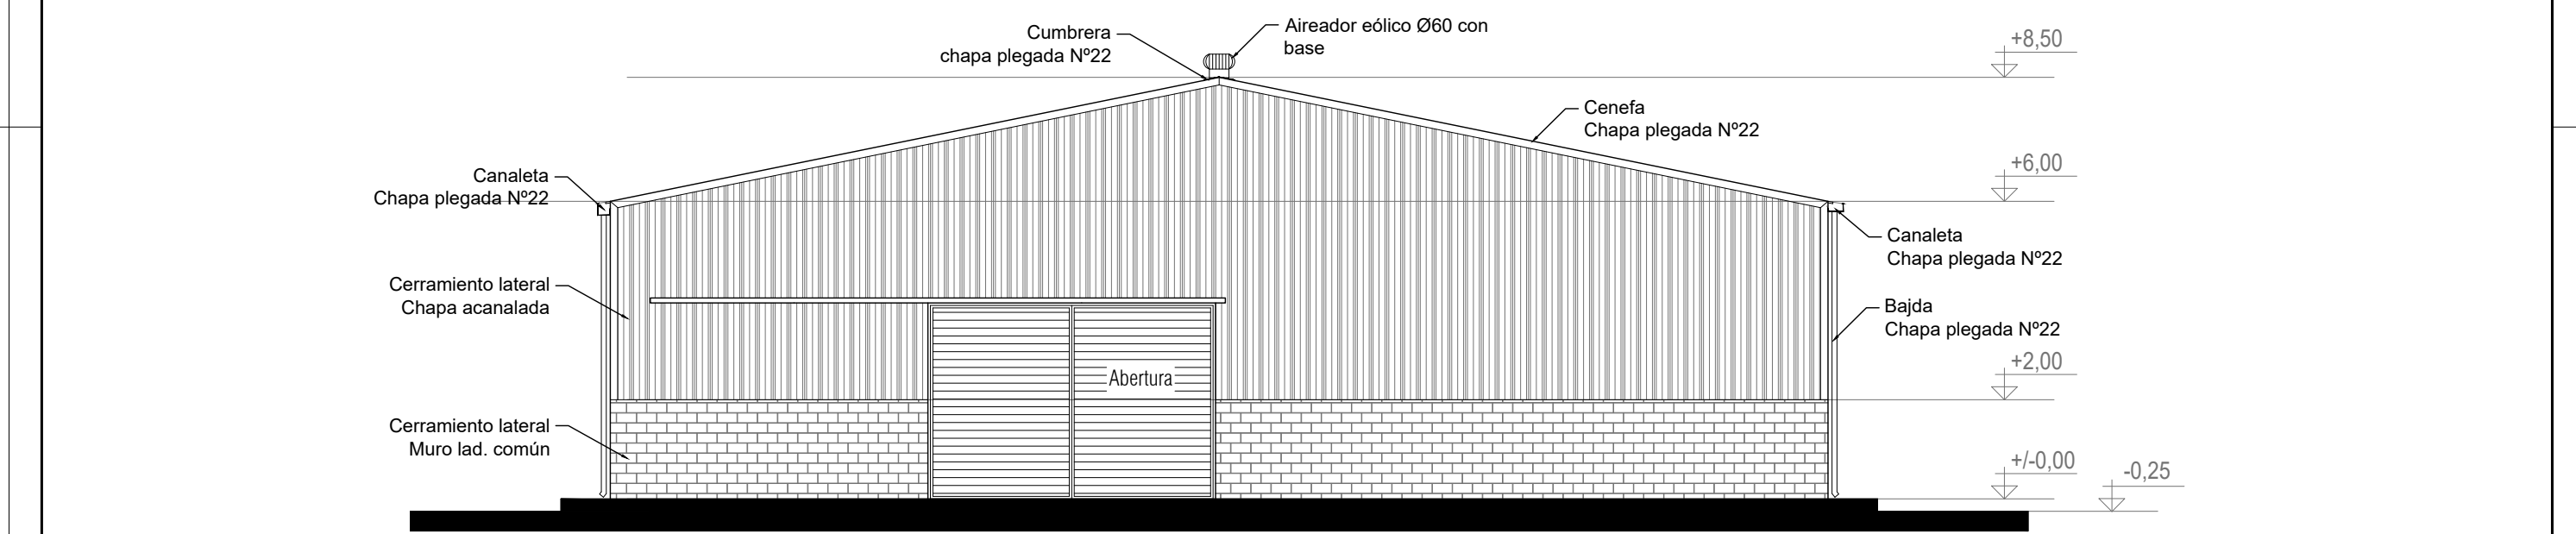 Cumbrera
chapa plegada Nº22
Aireador eólico Ø60 con
base
+8,50
Cenefa
Chapa plegada Nº22
+6,00
Canaleta
Chapa plegada Nº22
Canaleta
Chapa plegada Nº22
Cerramiento lateral
Chapa acanalada
Bajda
Chapa plegada Nº22
+2,00
Abertura
Cerramiento lateral
Muro lad. común
+/-0,00
-0,25